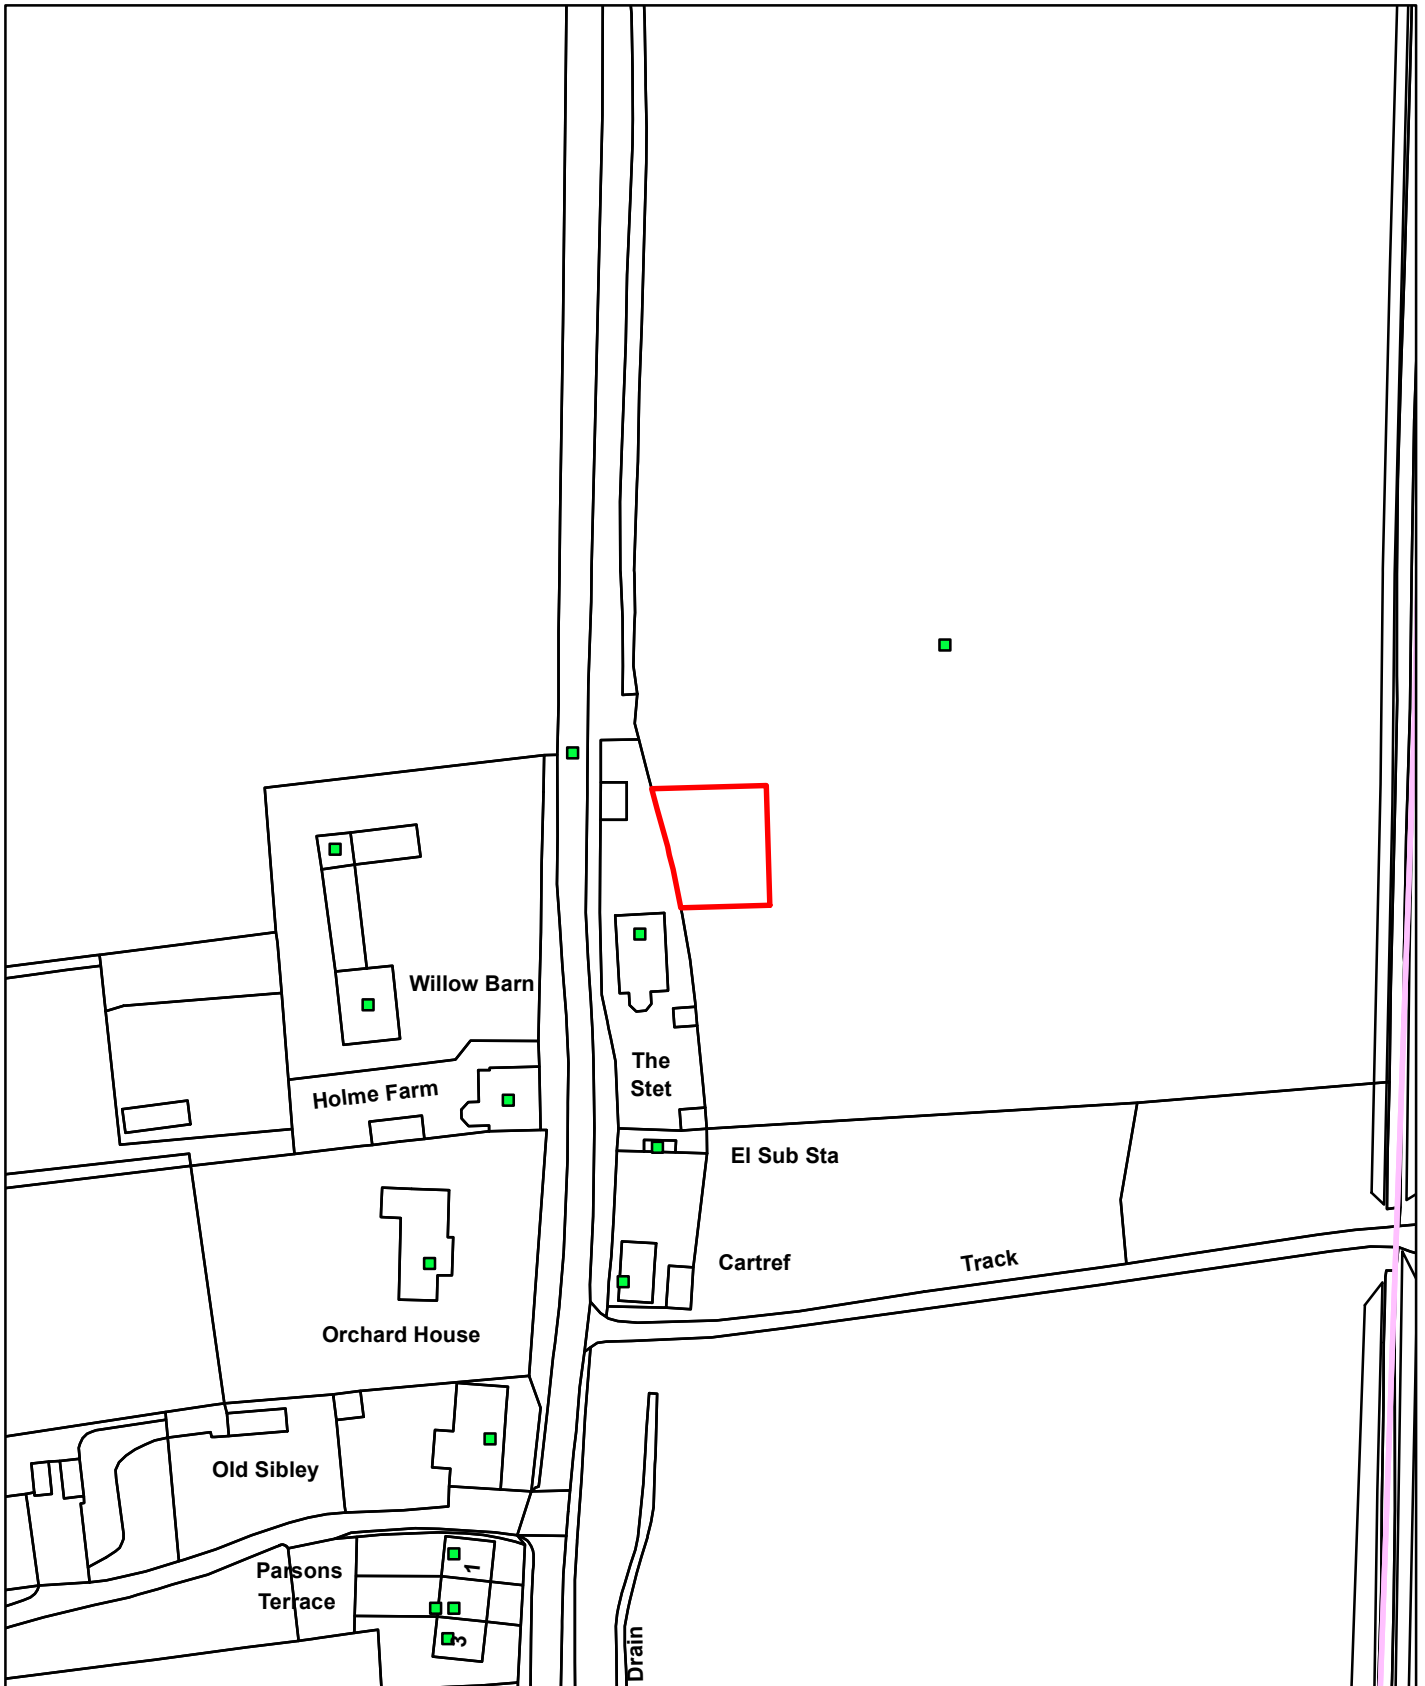 Willow Barn
The
Stet
Holme Farm
El Sub Sta
Cartref
Track
Orchard House
Old Sibley
Parsons
Terrace
1
3
Drain